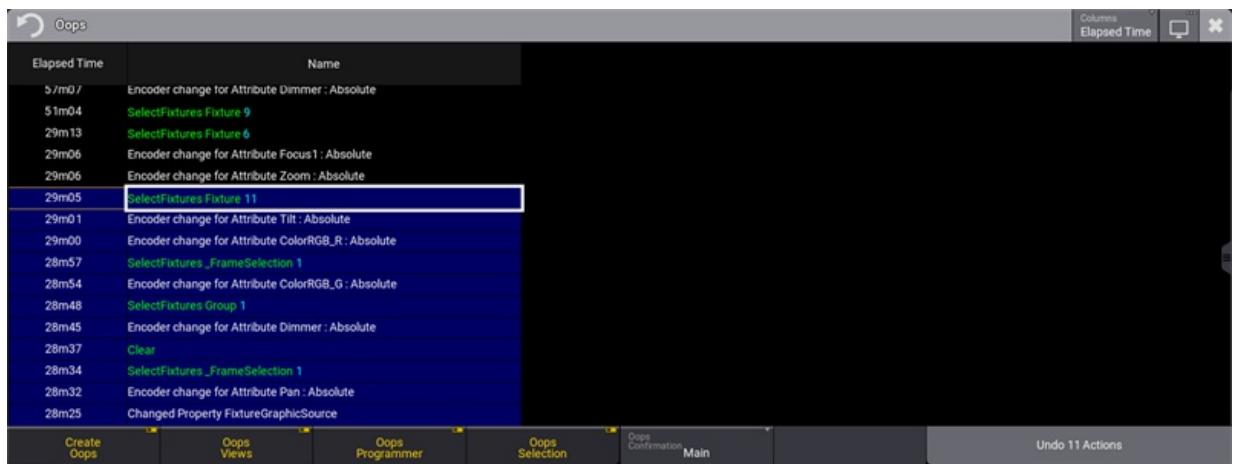 Oops
Columns
Elapsed Time
Elapsed Time Name
57m07 Encoder change for Attribute Dimmer : Absolute
51m04 SelectFixtures Fixture 9
29m13 SelectFixtures Fixture 6
29m06 Encoder change for Attribute Focus1 : Absolute
29m06 Encoder change for Attribute Zoom : Absolute
29m05 SelectFixtures Fixture 11
29m01 Encoder change for Attribute Tilt : Absolute
29m00 Encoder change for Attribute ColorRGB_R : Absolute
28m57 SelectFixtures _FrameSelection 1
28m54 Encoder change for Attribute ColorRGB_G : Absolute
28m48 SelectFixtures Group 1
28m45 Encoder change for Attribute Dimmer : Absolute
28m37 Clear
28m34 SelectFixtures _FrameSelection 1
28m32 Encoder change for Attribute Pan : Absolute
28m25 Changed Property FixtureGraphicSource
Create
Oops
Oops
Views
Oops
Programmer
Oops
Selection
Oops
Confirmation Main
Undo 11 Actions